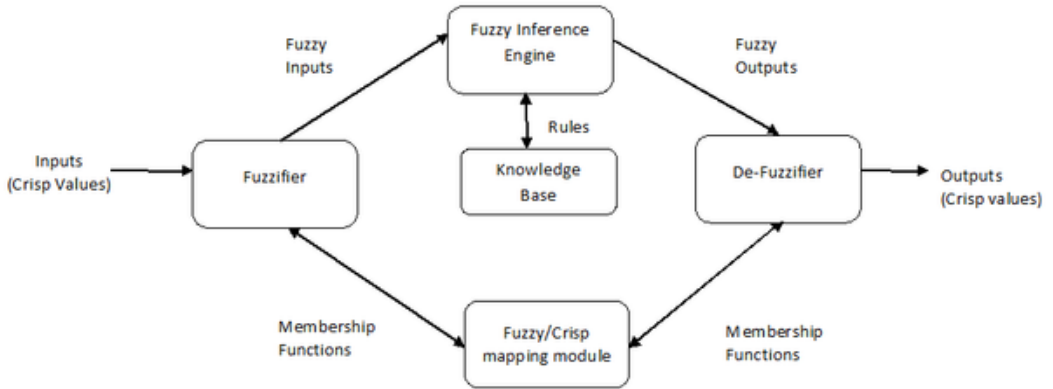 Fuzzy Inference
Engine
Fuzzy
Inputs
Fuzzy
Outputs
Rules
Inputs
(Crisp Values)
Fuzzifier
Knowledge
Base
De-Fuzzifier
Outputs
(Crisp values)
Membership
Functions
Fuzzy/Crisp
mapping module
Membership
Functions